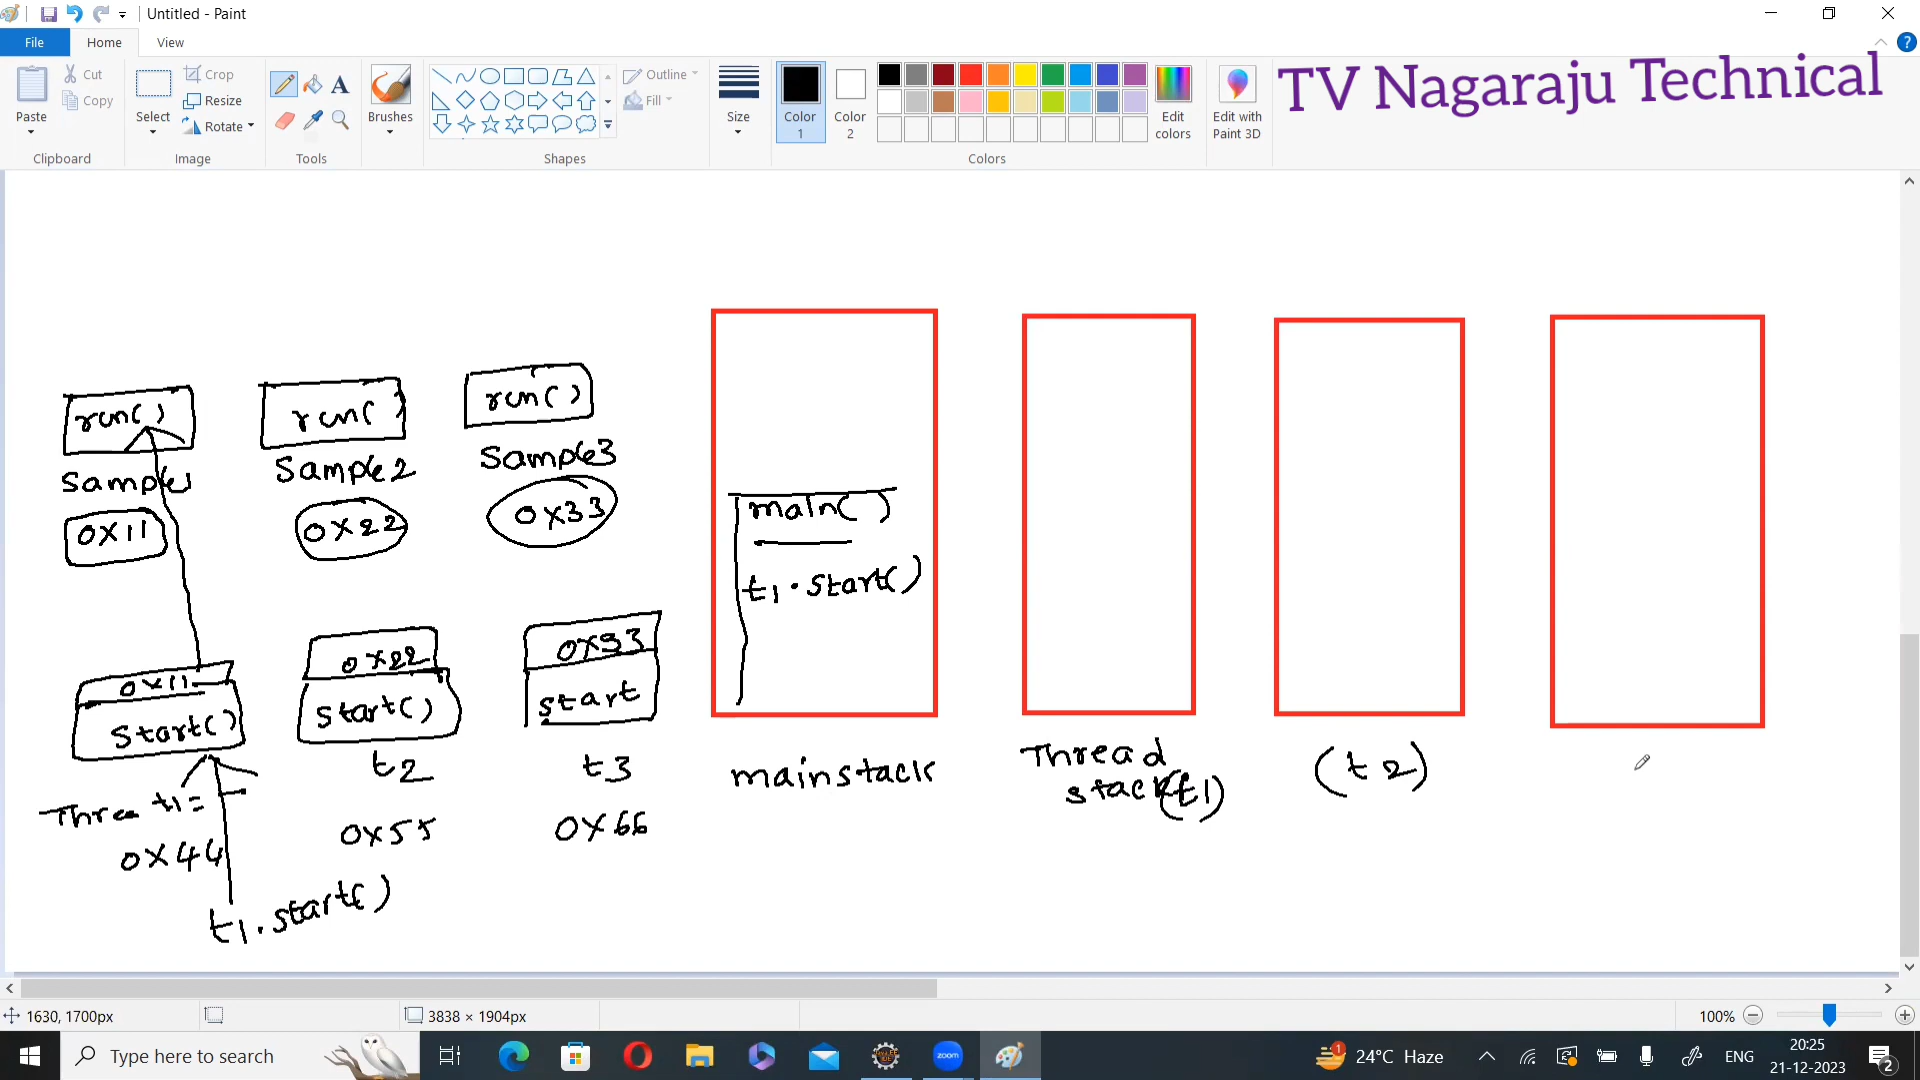 Untitled - Paint
File
Home
View
Paste
Cut
Copy
Clipboard
Select
Crop
Resize
Rotate
Image
A
Tools
Brushes
Outline
Fill
Shapes
Size
Color
1
Color
2
Edit
colors
Colors
Edit with
Paint 3D
TV Nagaraju Technical
?
run()
run()
run()
Sample1
Sample2
Sample3
0X11
0X22
0X33
main()
t1.start()
0X11
start()
0X22
start()
0X33
start
t2
t3
Three t1=
0X44
0X55
0X66
t1.start()
mainstack
Thread
stack(t1)
(t2)
1630, 1700px
3838 × 1904px
100%
Type here to search
zoom
1
24°C Haze
ENG
20:25
21-12-2023
2